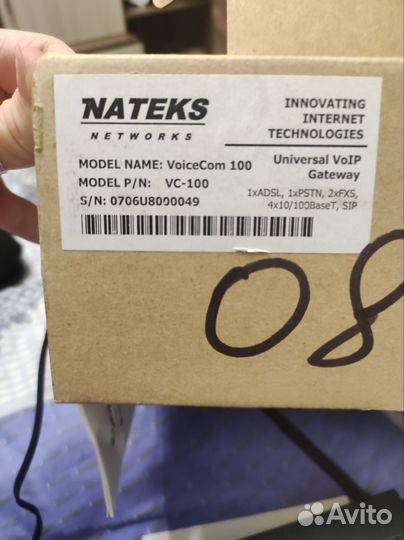 NATEKS
NETWORKS
INNOVATING
INTERNET
TECHNOLOGIES
MODEL NAME: VoiceCom 100
MODEL P/N: VC-100
S/N: 0706U8000049
Universal VoIP
Gateway
1xADSL, 1xPSTN, 2xFXS,
4x10/100BaseT, SIP
08
Avito